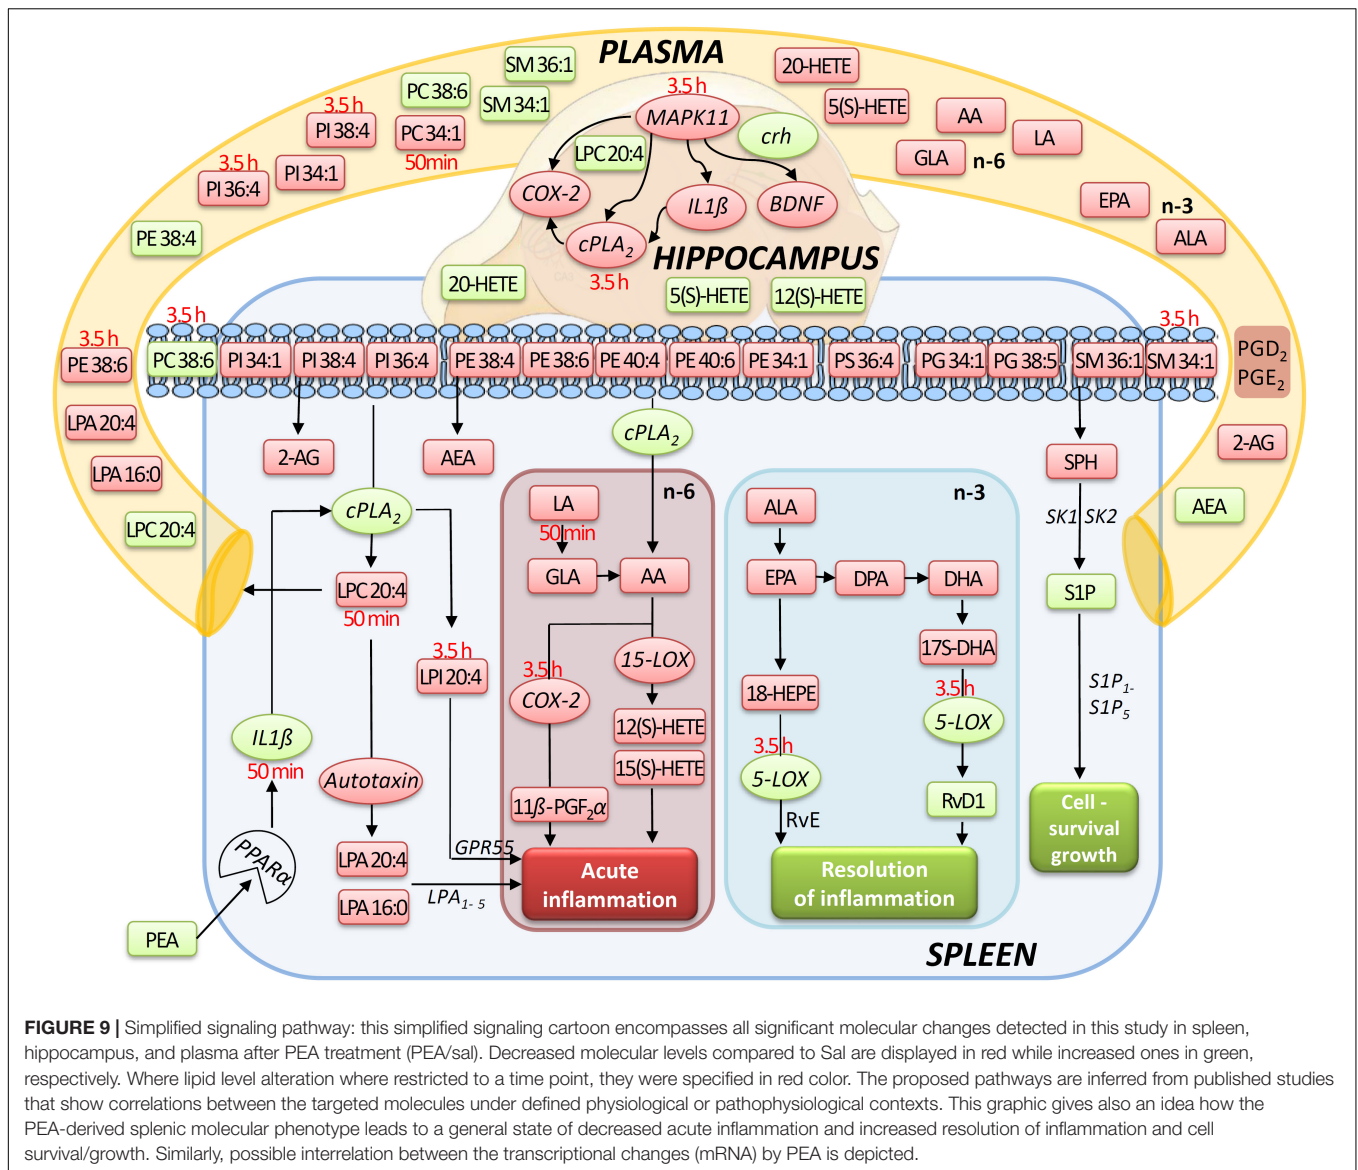 PLASMA
SM 36:1
PC 38:6
SM 34:1
3.5 h
PI 38:4
PC 34:1
50min
3.5 h
PI 36:4
PI 34:1
PE 38:4
20-HETE
5(S)-HETE
AA
LA
GLA
n-6
EPA
n-3
ALA
3.5 h
MAPK11
crh
LPC 20:4
COX-2
IL1ß
BDNF
cPLA2
3.5 h
HIPPOCAMPUS
20-HETE
5(S)-HETE
12(S)-HETE
3.5 h
PE 38:6
LPA 20:4
LPA 16:0
LPC 20:4
PGD2
PGE2
2-AG
AEA
3.5 h
3.5 h
PC 38:6
PI 34:1
PI 38:4
PI 36:4
PE 38:4
PE 38:6
PE 40:4
PE 40:6
PE 34:1
PS 36:4
PG 34:1
PG 38:5
SM 36:1
SM 34:1
2-AG
AEA
cPLA2
cPLA2
LPC 20:4
50 min
3.5 h
LPI 20:4
IL1ß
50 min
Autotaxin
PPARα
LPA 20:4
LPA 16:0
PEA
GPR55
LPA1-5
n-6
LA
50 min
GLA
AA
3.5 h
COX-2
15-LOX
12(S)-HETE
15(S)-HETE
11ß-PGF2α
Acute
inflammation
n-3
ALA
EPA
DPA
DHA
17S-DHA
18-HEPE
3.5 h
5-LOX
3.5 h
5-LOX
RvE
RvD1
Resolution
of inflammation
SPH
SK1 SK2
S1P
S1P1-
S1P5
Cell -
survival
growth
SPLEEN
FIGURE 9 | Simplified signaling pathway: this simplified signaling cartoon encompasses all significant molecular changes detected in this study in spleen,
hippocampus, and plasma after PEA treatment (PEA/sal). Decreased molecular levels compared to Sal are displayed in red while increased ones in green,
respectively. Where lipid level alteration where restricted to a time point, they were specified in red color. The proposed pathways are inferred from published studies
that show correlations between the targeted molecules under defined physiological or pathophysiological contexts. This graphic gives also an idea how the
PEA-derived splenic molecular phenotype leads to a general state of decreased acute inflammation and increased resolution of inflammation and cell
survival/growth. Similarly, possible interrelation between the transcriptional changes (mRNA) by PEA is depicted.